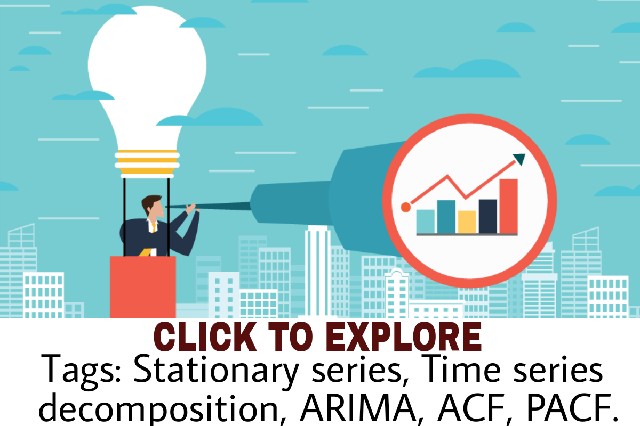 CLICK TO EXPLORE
Tags: Stationary series, Time series
decomposition, ARIMA, ACF, PACF.